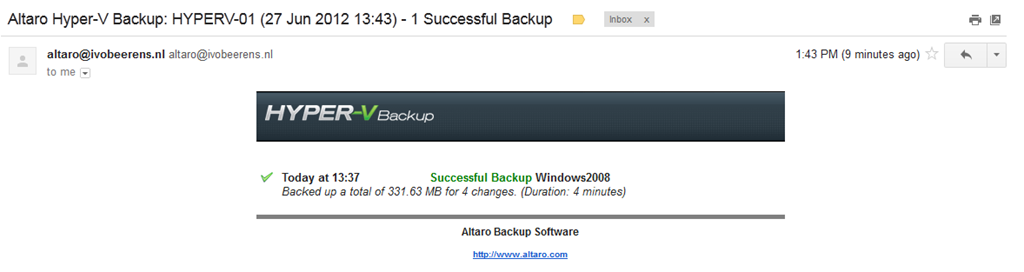 Altaro Hyper-V Backup: HYPERV-01 (27 Jun 2012 13:43) - 1 Successful Backup Inbox x
altaro@ivobeerens.nl altaro@ivobeerens.nl 1:43 PM (9 minutes ago)
to me
HYPER-V Backup
Today at 13:37 Successful Backup Windows2008
Backed up a total of 331.63 MB for 4 changes. (Duration: 4 minutes)
Altaro Backup Software
http://www.altaro.com